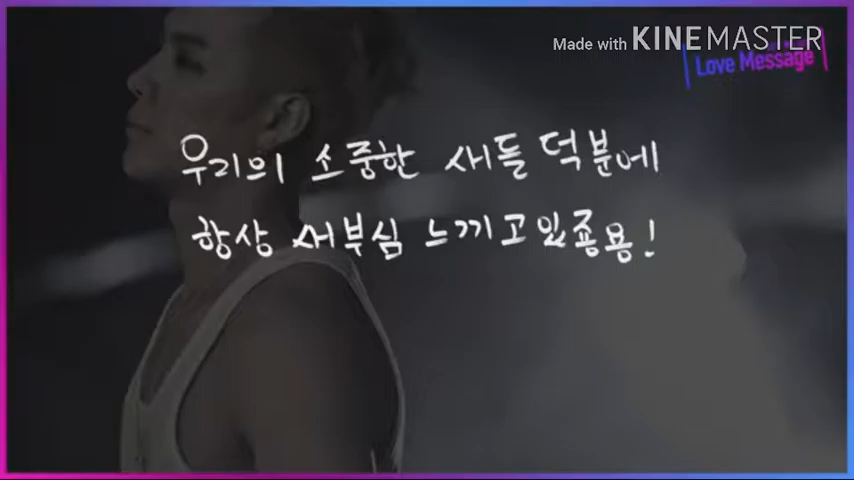 Made with KINEMASTER
Love Message
우리의 소중한 새들 덕분에
항상 서부심 느끼고 있죵용!